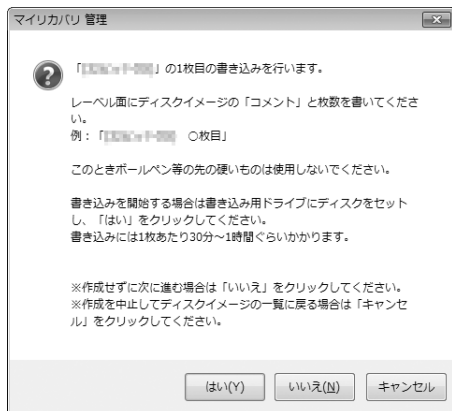 マイリカバリ 管理
「」の1枚目の書き込みを行います。
レーベル面にディスクイメージの「コメント」と枚数を書いてくださ
い。
例：「 ○枚目」
このときボールペン等の先の硬いものは使用しないでください。
書き込みを開始する場合は書き込み用ドライブにディスクをセット
し、「はい」をクリックしてください。
書き込みには1枚あたり30分～1時間ぐらいかかります。
※作成せずに次に進む場合は「いいえ」をクリックしてください。
※作成を中止してディスクイメージの一覧に戻る場合は「キャンセ
ル」をクリックしてください。
はい(Y)
いいえ(N)
キャンセル